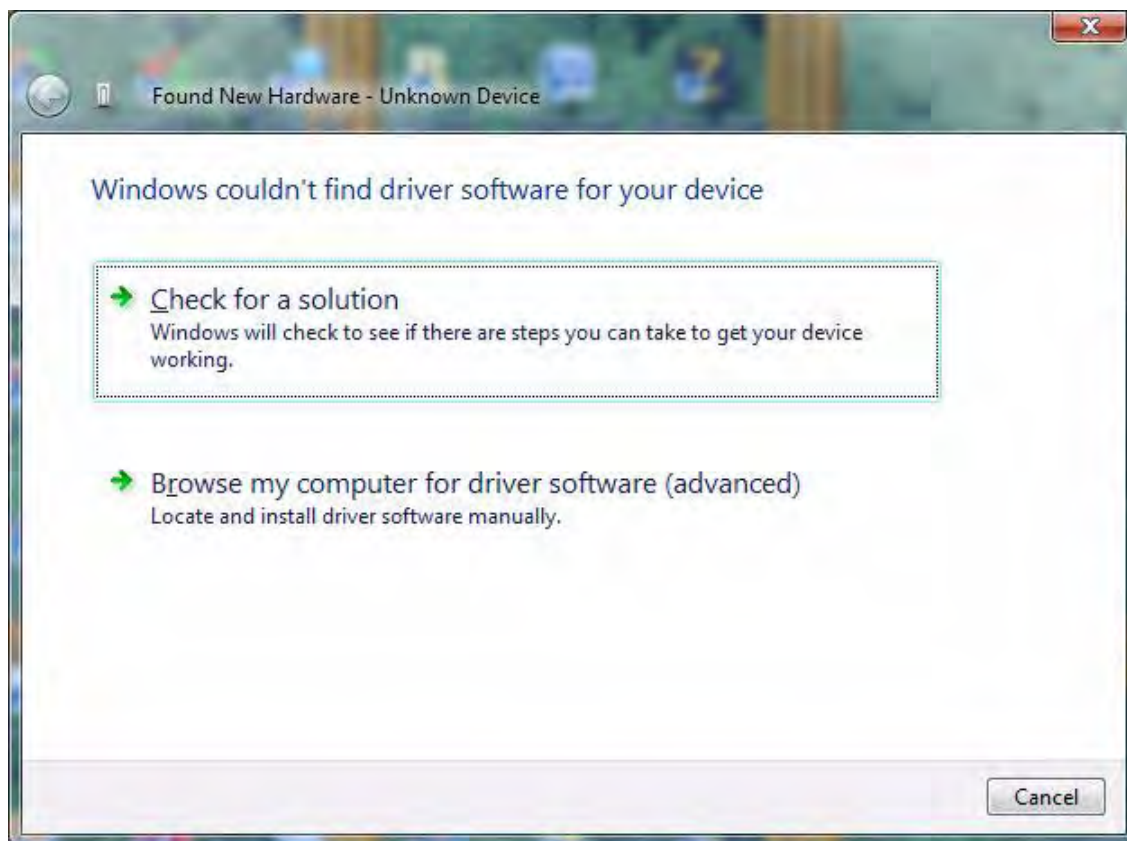 Found New Hardware - Unknown Device
Windows couldn't find driver software for your device
Check for a solution
Windows will check to see if there are steps you can take to get your device
working.
Browse my computer for driver software (advanced)
Locate and install driver software manually.
Cancel